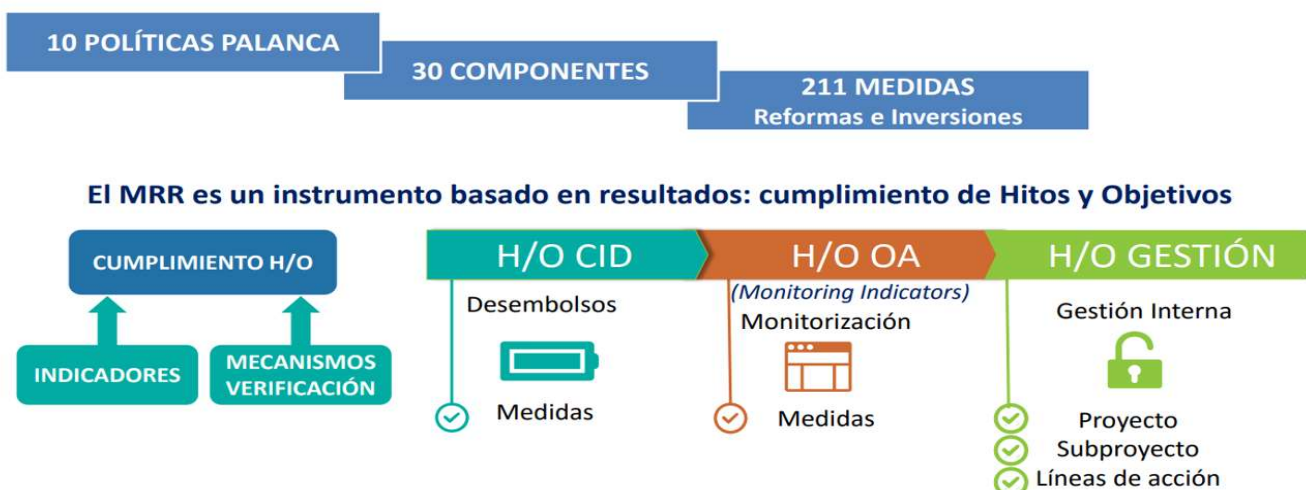 10 POLÍTICAS PALANCA
30 COMPONENTES
211 MEDIDAS
Reformas e Inversiones
El MRR es un instrumento basado en resultados: cumplimiento de Hitos y Objetivos
CUMPLIMIENTO H/O
INDICADORES
MECANISMOS
VERIFICACIÓN
H/O CID
Desembolsos
Medidas
H/O OA
(Monitoring Indicators)
Monitorización
Medidas
H/O GESTIÓN
Gestión Interna
Proyecto
Subproyecto
Líneas de acción